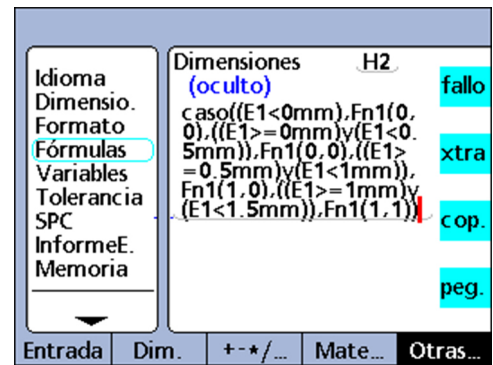 Idioma
Dimensio.
Formato
Fórmulas
Variables
Tolerancia
SPC
InformeE.
Memoria
Dimensiones H2
(oculto)
caso((E1<0mm),Fn1(0,
0),((E1>=0mm)y(E1<0.
5mm)),Fn1(0,0),((E1>
=0.5mm)y(E1<1mm)),
Fn1(1,0),((E1>=1mm)y
(E1<1.5mm)),Fn1(1,1))
fallo
xtra
cop.
peg.
Entrada Dim. +-*/... Mate... Otras...